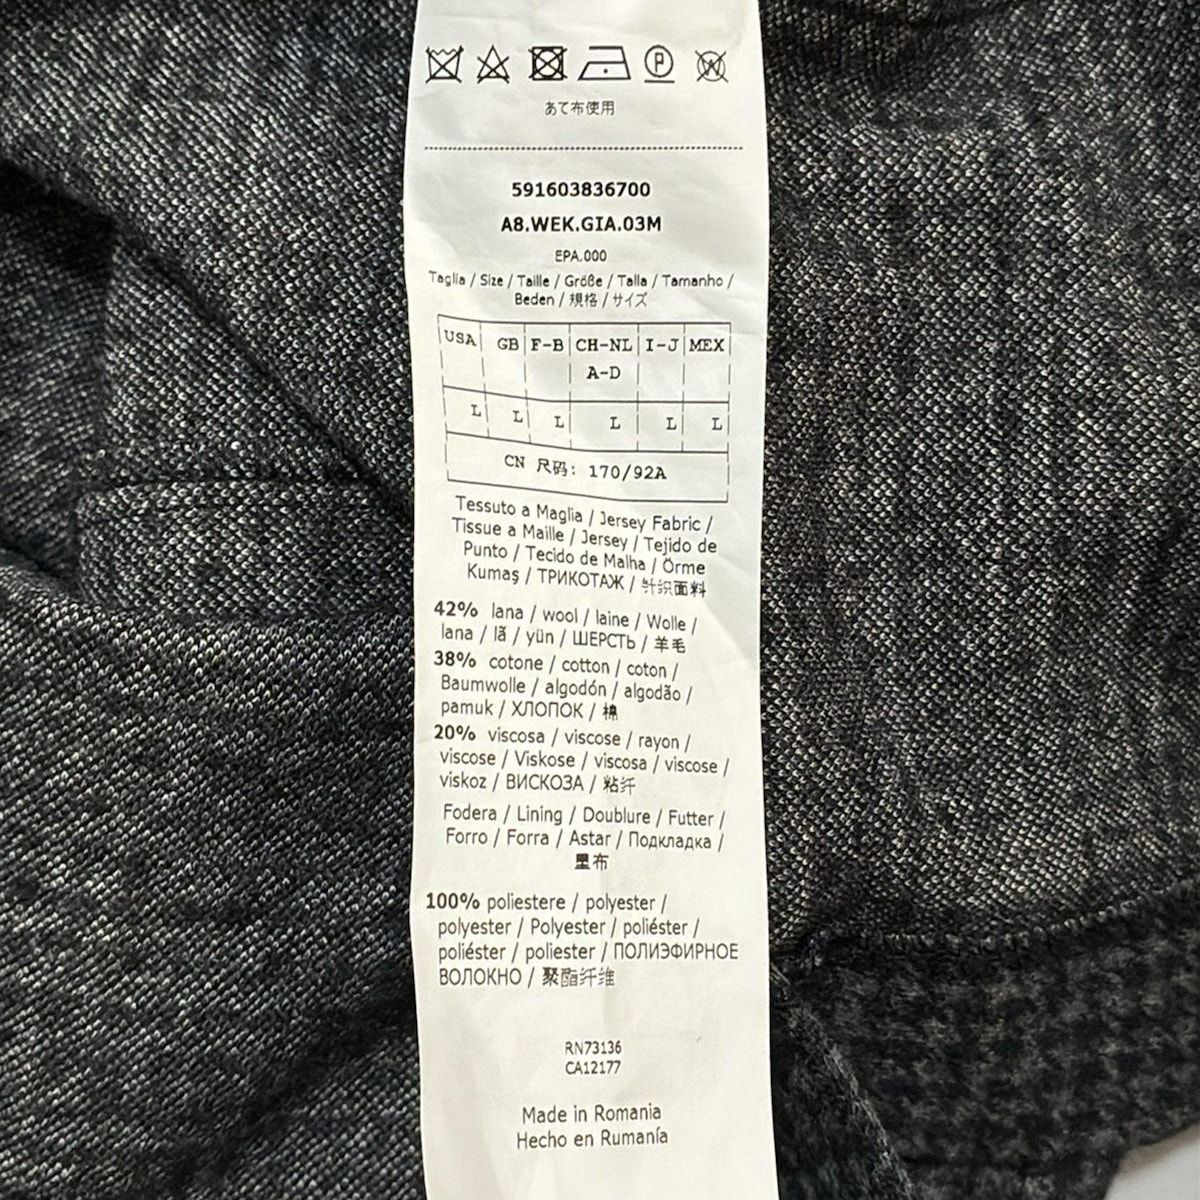 あて布使用
591603836700
A8.WEK.GIA.03M
EPA.000
Taglia / Size / Taille / Größe / Talla / Tamanho /
Beden / 規格 / サイズ
USA GB F-B CH-NL I-J MEX
A-D
L L L L L L
CN 尺码: 170/92A
Tessuto a Maglia / Jersey Fabric /
Tissue a Maille / Jersey / Tejido de
Punto / Tecido de Malha / Örme
Kumaş / ТРИКОТАЖ / 针织面料
42% lana / wool / laine / Wolle /
lana / lã / yün / ШЕРСТЬ / 羊毛
38% cotone / cotton / coton /
Baumwolle / algodón / algodão /
pamuk / ХЛОПОК / 棉
20% viscosa / viscose / rayon /
viscose / Viskose / viscosa / viscose /
viskoz / ВИСКОЗА / 粘纤
Fodera / Lining / Doublure / Futter /
Forro / Forra / Astar / Подкладка /
里布
100% poliestere / polyester /
polyester / Polyester / poliéster /
poliéster / poliester / ПОЛИЭФИРНОЕ
ВОЛОКНО / 聚酯纤维
RN73136
CA12177
Made in Romania
Hecho en Rumanía